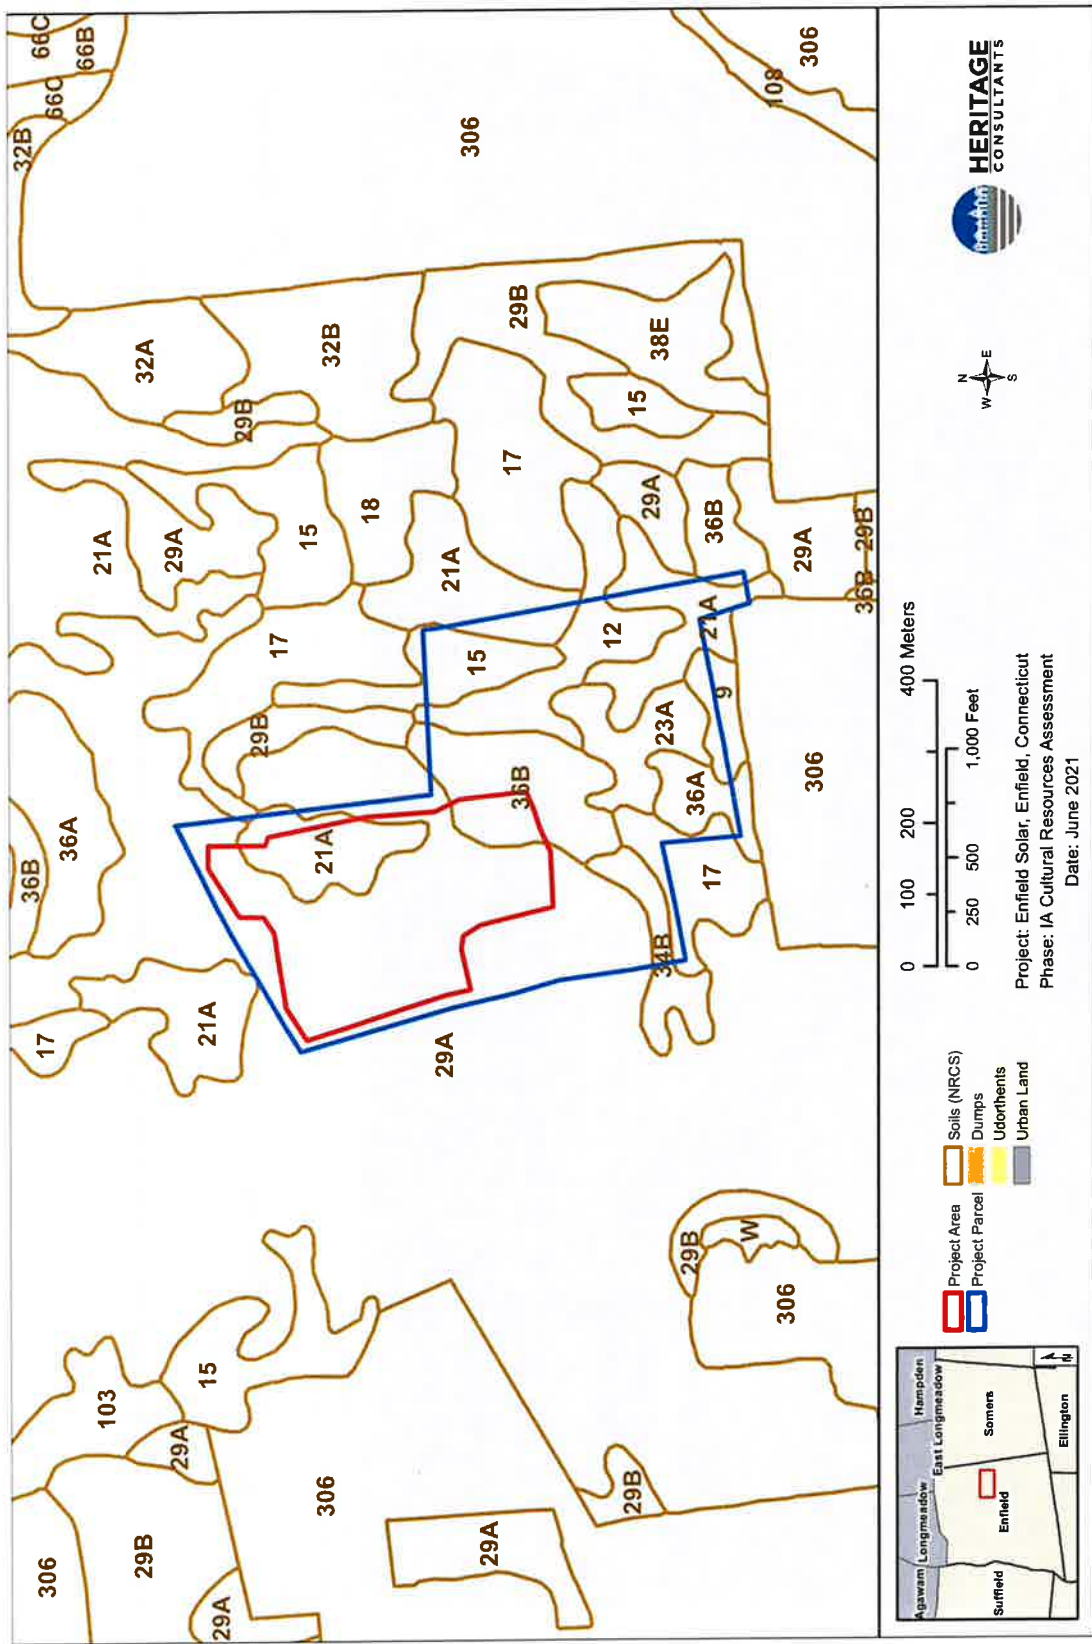 32B
66C
306
17
36B
66C
66B
36A
21A
103
29B
32A
29A
29A
15
21A
29A
29B
29B
17
15
306
21A
32B
18
29A
21A
306
15
29A
17
29B
36B
12
29B
15
29A
38E
34B
23A
29B
36A
17
21A
36B
9
W
108
306
29A
306
306
36B
29B
Agawam
Longmeadow
East Longmeadow
Hampden
Suffield
Enfield
Somers
Ellington
N
Project Area
Project Parcel
Soils (NRCS)
Dumps
Udorthents
Urban Land
0 100 200 400 Meters
0 250 500 1,000 Feet
Project: Enfield Solar, Enfield, Connecticut
Phase: IA Cultural Resources Assessment
Date: June 2021
N
W E
S
HERITAGE
CONSULTANTS